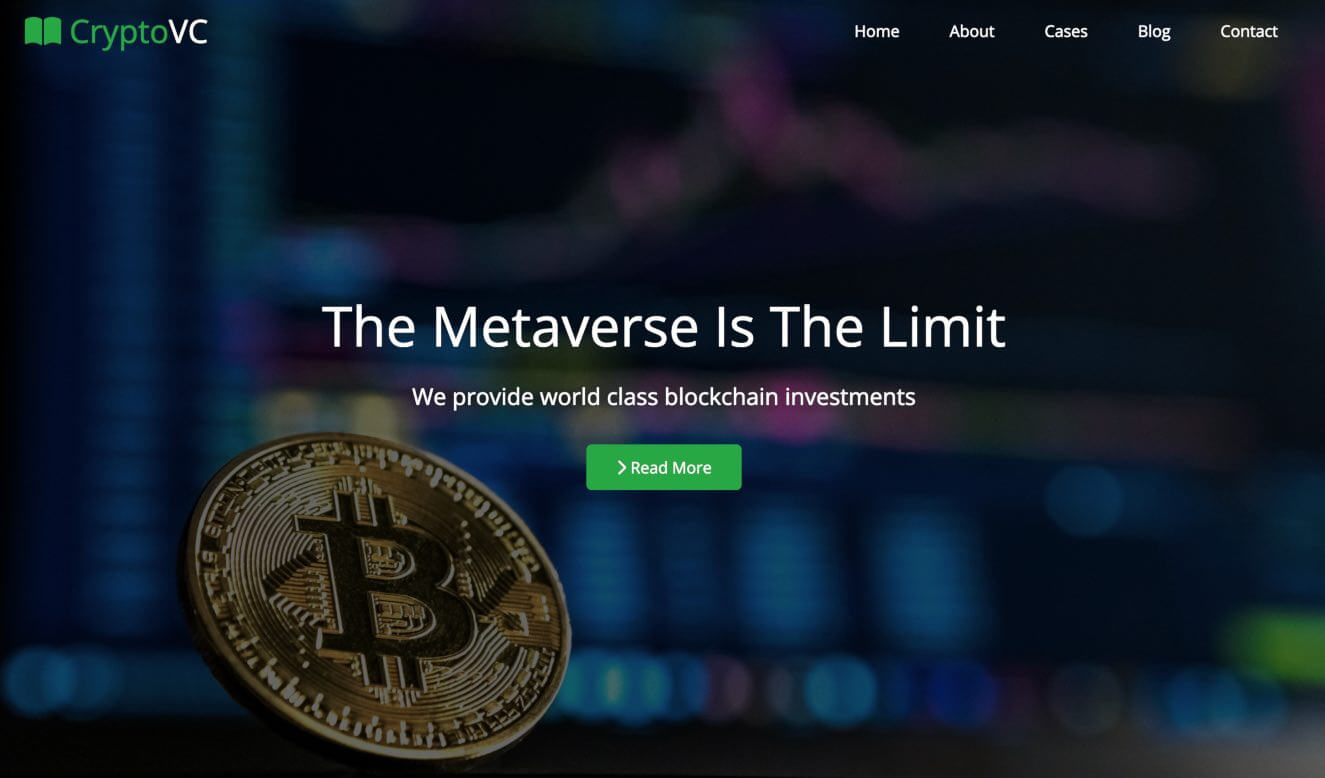 CryptoVC
Home About Cases Blog Contact
The Metaverse Is The Limit
We provide world class blockchain investments
Read More